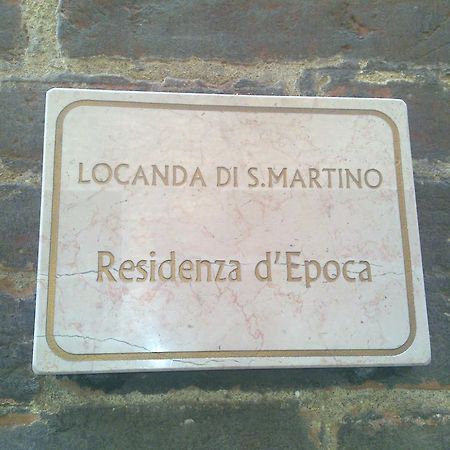 LOCANDA DI S.MARTINO
Residenza d'Epoca